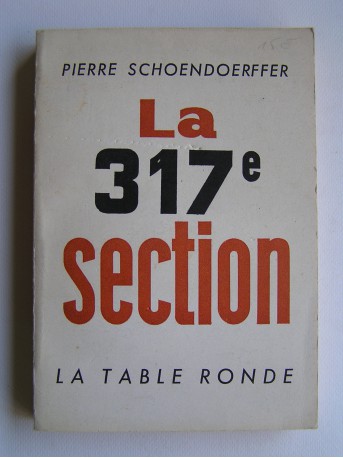 PIERRE SCHOENDOERFFER
La
317e
section
LA TABLE RONDE